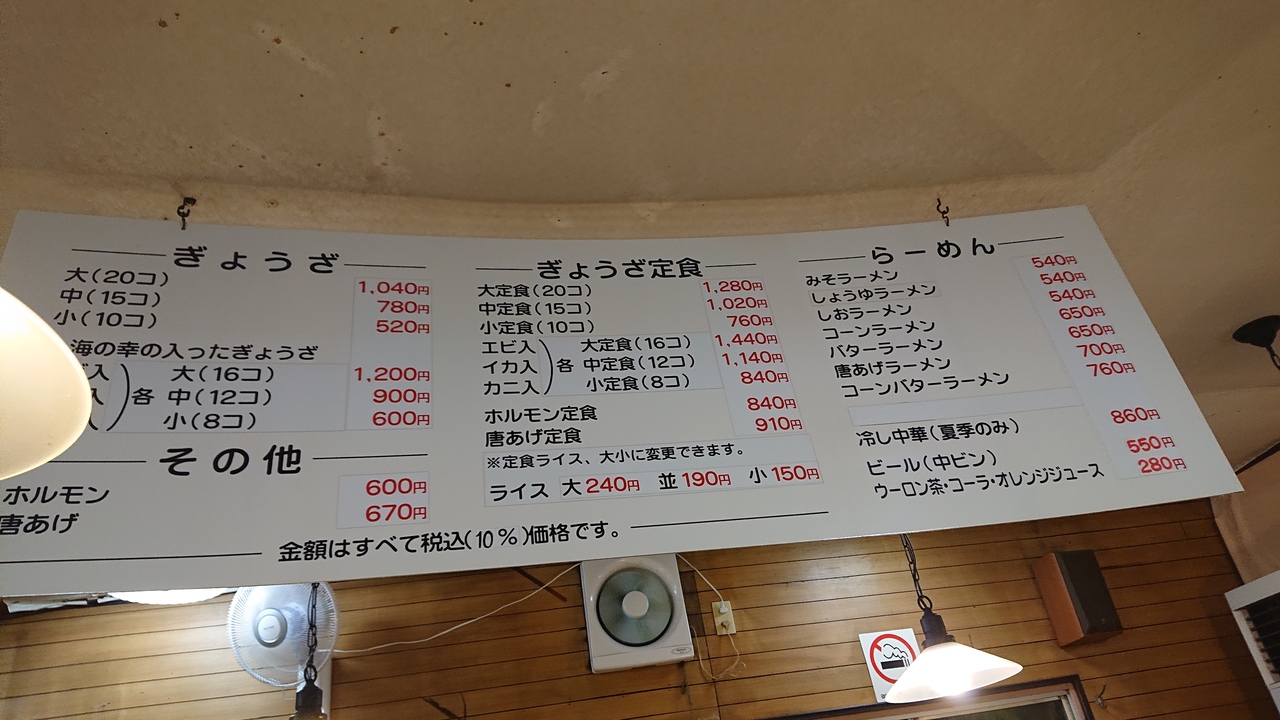 ぎょうざ
大(20コ) 1,040円
中(15コ) 780円
小(10コ) 520円
海の幸の入ったぎょうざ
入 大(16コ) 1,200円
入 各 中(12コ) 900円
小(8コ) 600円
その他
ホルモン 600円
唐あげ 670円
ぎょうざ定食
大定食(20コ) 1,280円
中定食(15コ) 1,020円
小定食(10コ) 760円
エビ入 大定食(16コ) 1,440円
イカ入 各 中定食(12コ) 1,140円
カニ入 小定食(8コ) 840円
ホルモン定食 840円
唐あげ定食 910円
※定食ライス、大小に変更できます。
ライス 大240円 並190円 小150円
らーめん
みそラーメン 540円
しょうゆラーメン 540円
しおラーメン 540円
コーンラーメン 650円
バターラーメン 650円
唐あげラーメン 700円
コーンバターラーメン 760円
冷し中華(夏季のみ) 860円
ビール(中ビン) 550円
ウーロン茶・コーラ・オレンジジュース 280円
金額はすべて税込(10%)価格です。